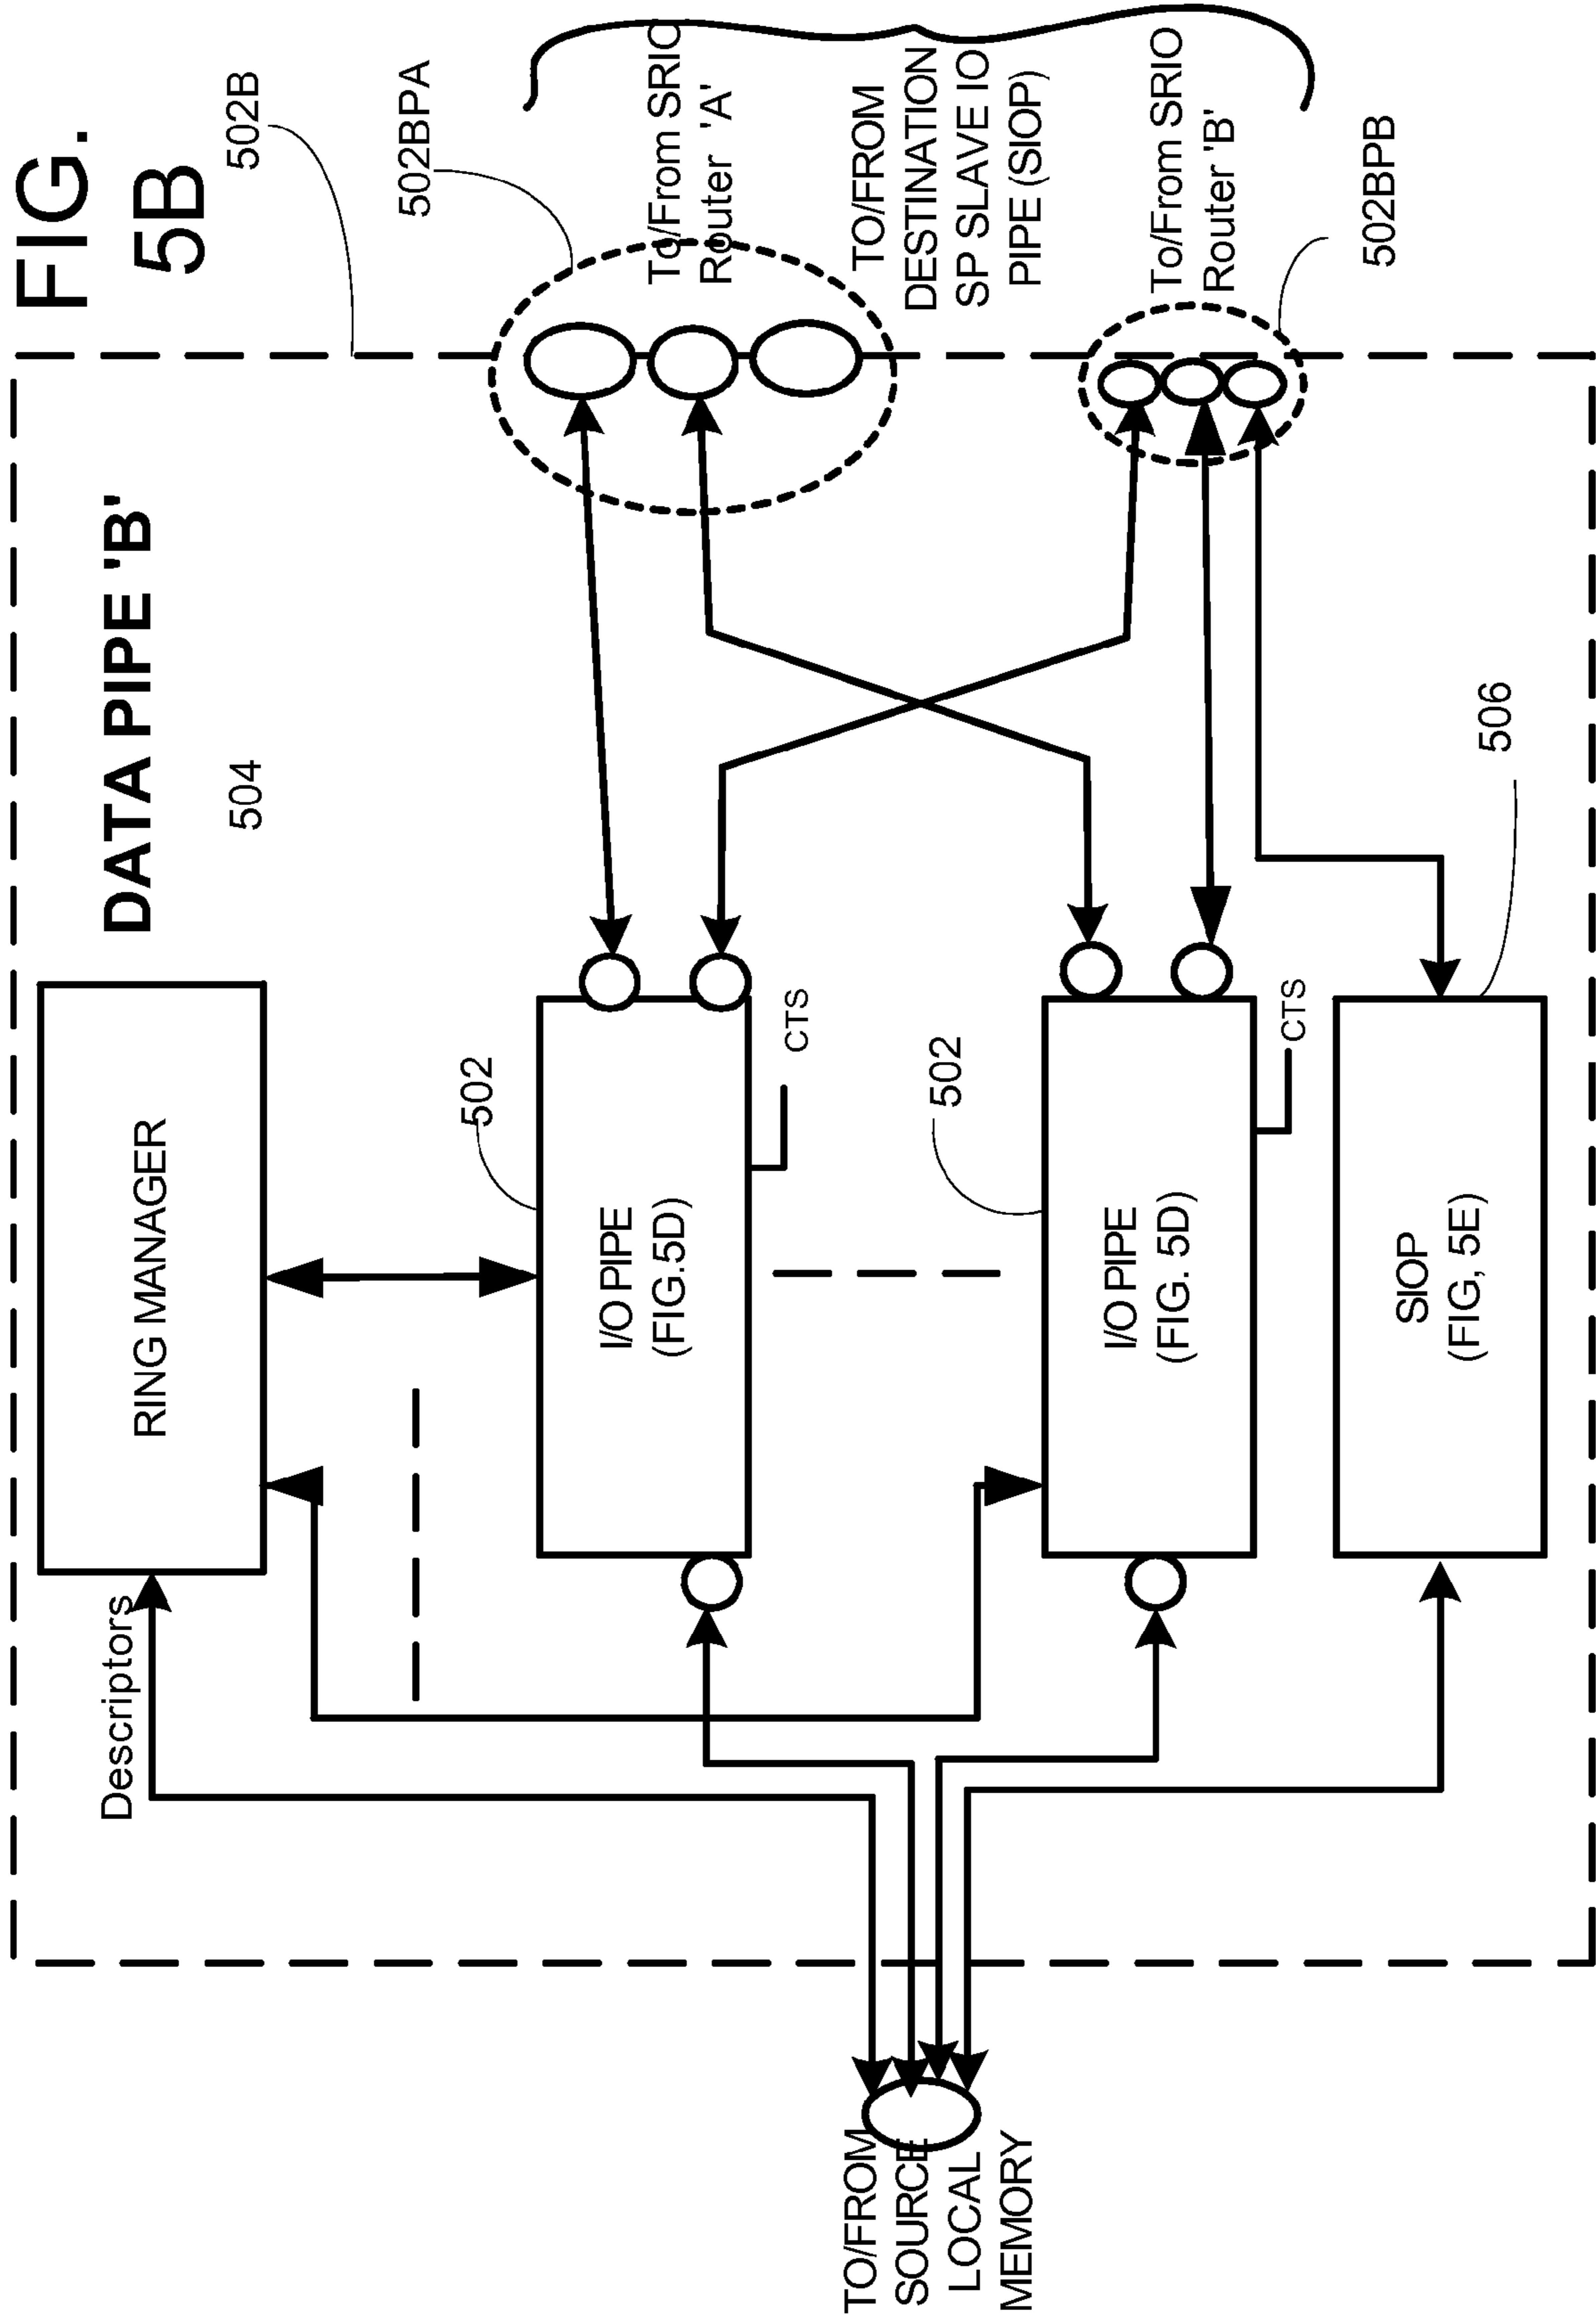 FIG.
5B
DATA PIPE 'B'
502B
504
502BPA
RING MANAGER
Descriptors
To/From SRIO
Router 'A'
502
I/O PIPE
(FIG.5D)
CTS
TO/FROM
DESTINATION
SP SLAVE IO
PIPE (SIOP)
TO/FROM
SOURCE
LOCAL
MEMORY
502
I/O PIPE
(FIG. 5D)
CTS
To/From SRIO
Router 'B'
502BPB
SIOP
(FIG, 5E)
506